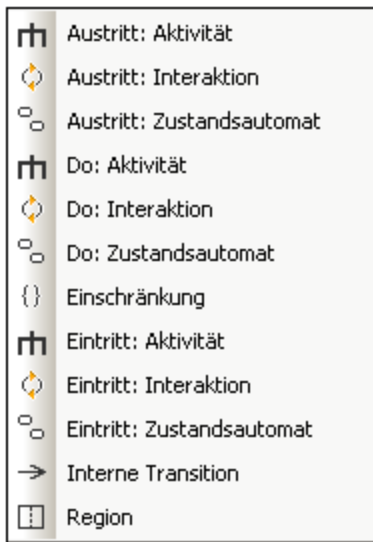 Austritt: Aktivität
Austritt: Interaktion
Austritt: Zustandsautomat
Do: Aktivität
Do: Interaktion
Do: Zustandsautomat
Einschränkung
Eintritt: Aktivität
Eintritt: Interaktion
Eintritt: Zustandsautomat
Interne Transition
Region